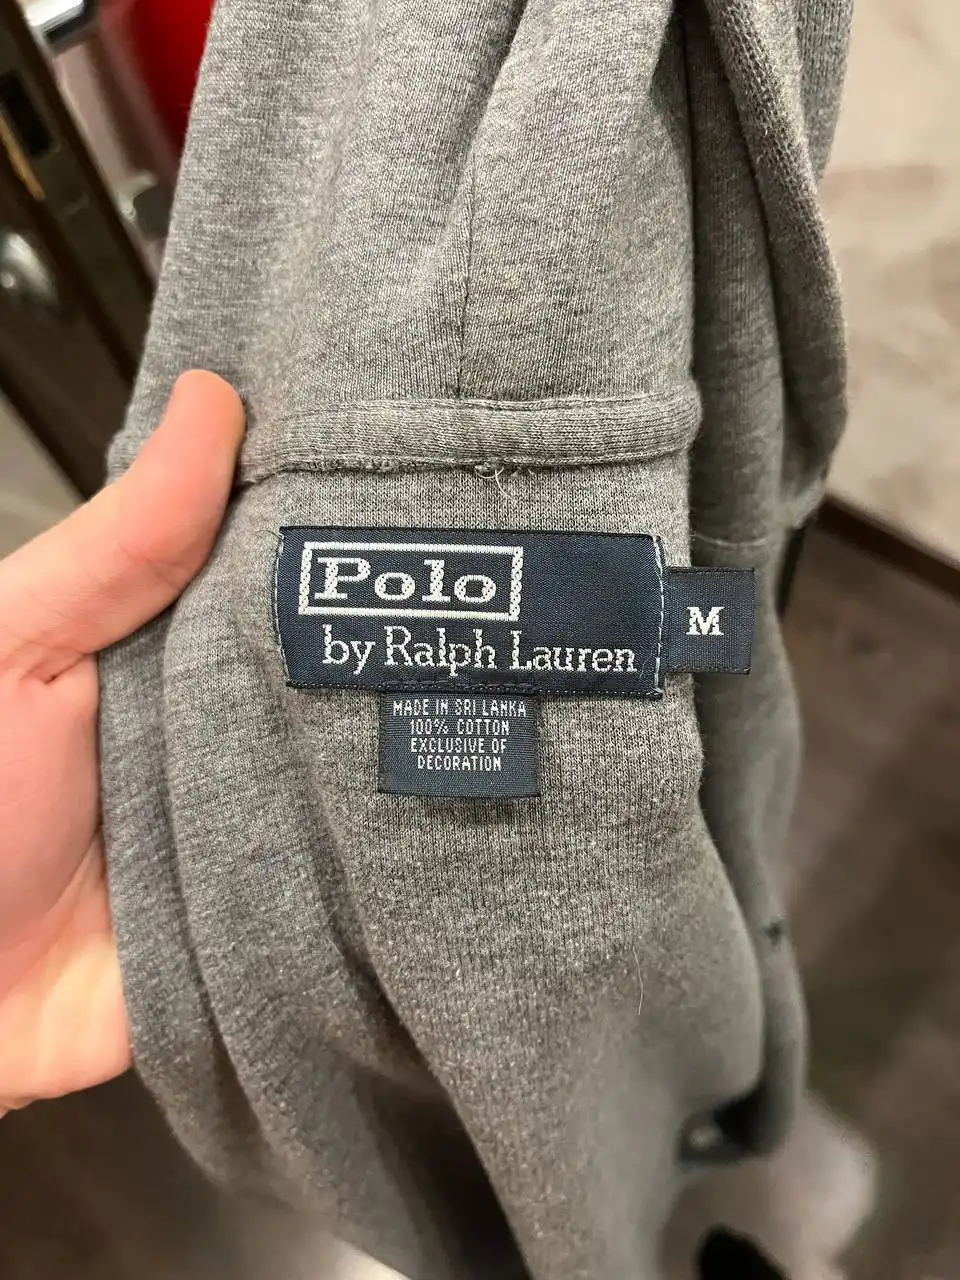 Polo
by Ralph Lauren
M
MADE IN SRI LANKA
100% COTTON
EXCLUSIVE OF
DECORATION